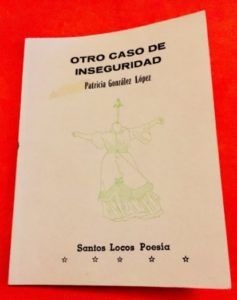 OTRO CASO DE
INSEGURIDAD
Patricia González López
Santos Locos Poesía